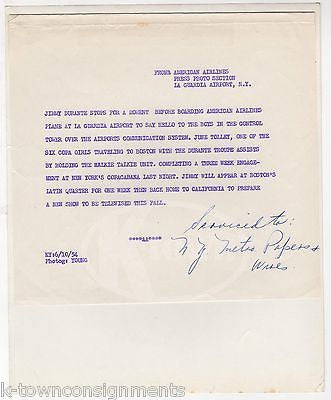 FROM: AMERICAN AIRLINES
PRESS PHOTO SECTION
LA GUARDIA AIRPORT, N.Y.
JIMMY DURANTE STOPS FOR A MOMENT BEFORE BOARDING AMERICAN AIRLINES
PLANE AT LA GUARDIA AIRPORT TO SAY HELLO TO THE BOYS IN THE CONTROL
TOWER OVER THE AIRPORTS COMMUNICATION SYSTEM. JUNE TOLLEY, ONE OF THE
SIX COPA GIRLS TRAVELING TO BOSTON WITH THE DURANTE TROUPE ASSISTS
BY HOLDING THE WALKIE TALKIE UNIT. COMPLETING A THREE WEEK ENGAGE-
MENT AT NEW YORK'S COPACABANA LAST NIGHT. JIMMY WILL APPEAR AT BOSTON'S
LATIN QUARTER FOR ONE WEEK THEN BACK HOME TO CALIFORNIA TO PREPARE
A NEW SHOW TO BE TELEVISED THIS FALL.
Serviced to:
NY:6/10/54
Photog: YOUNG
N.Y. Metro Papers +
Wires
k-townconsignments